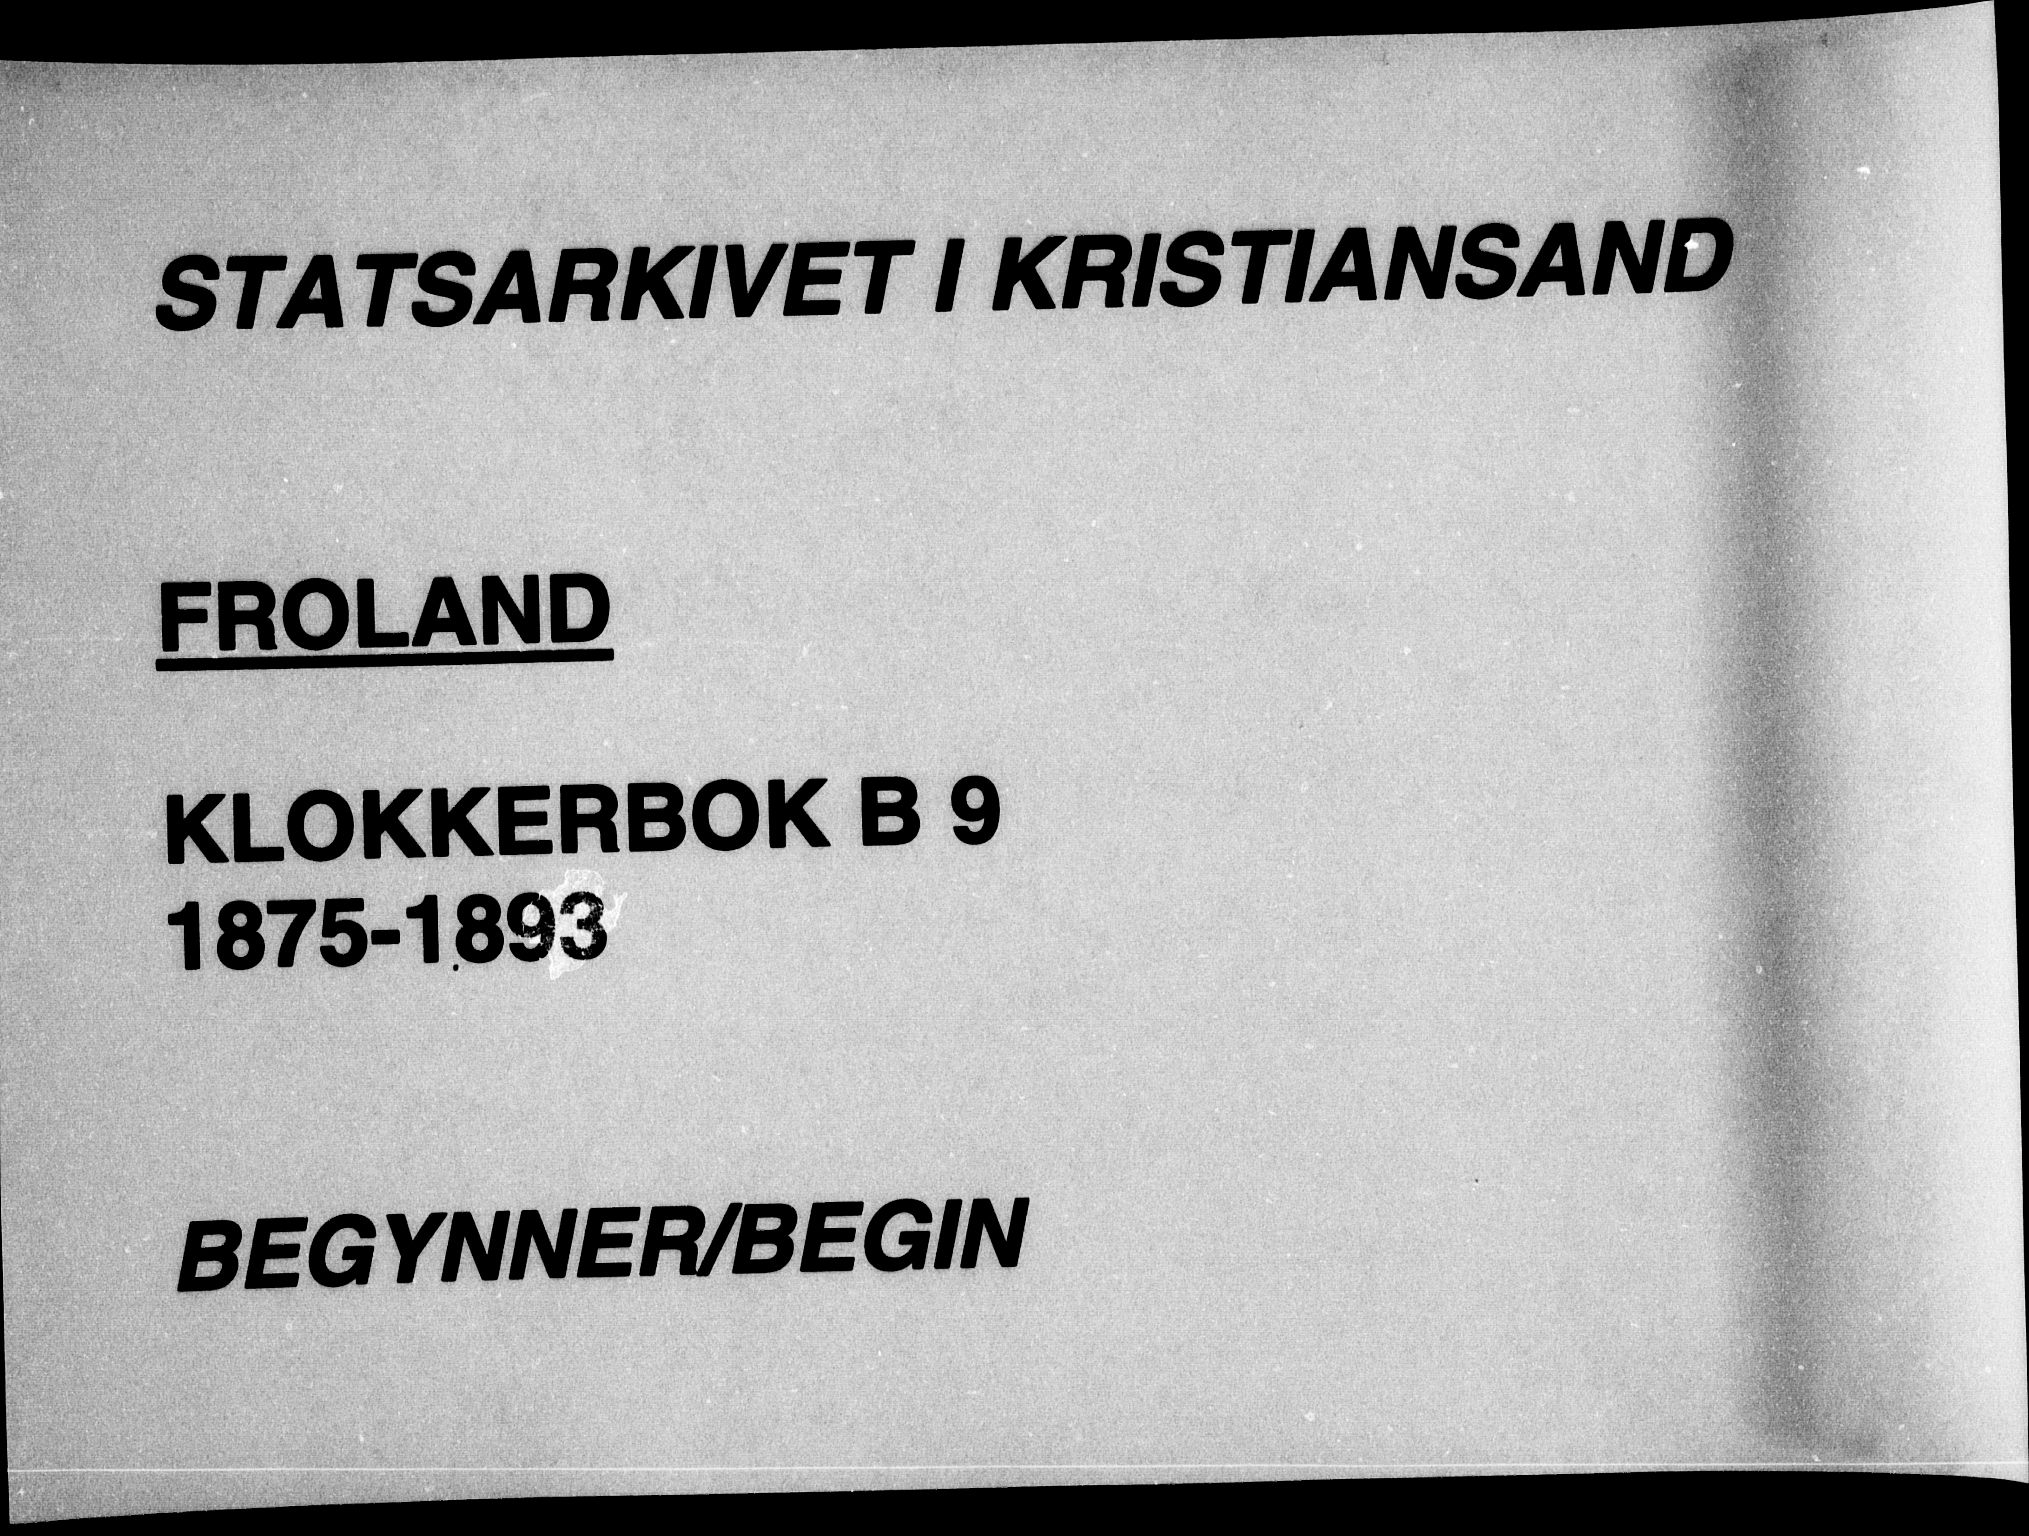 STATSARKIVET I KRISTIANSAND
FROLAND
KLOKKERBOK B 9
1875-1893
BEGYNNER/BEGIN